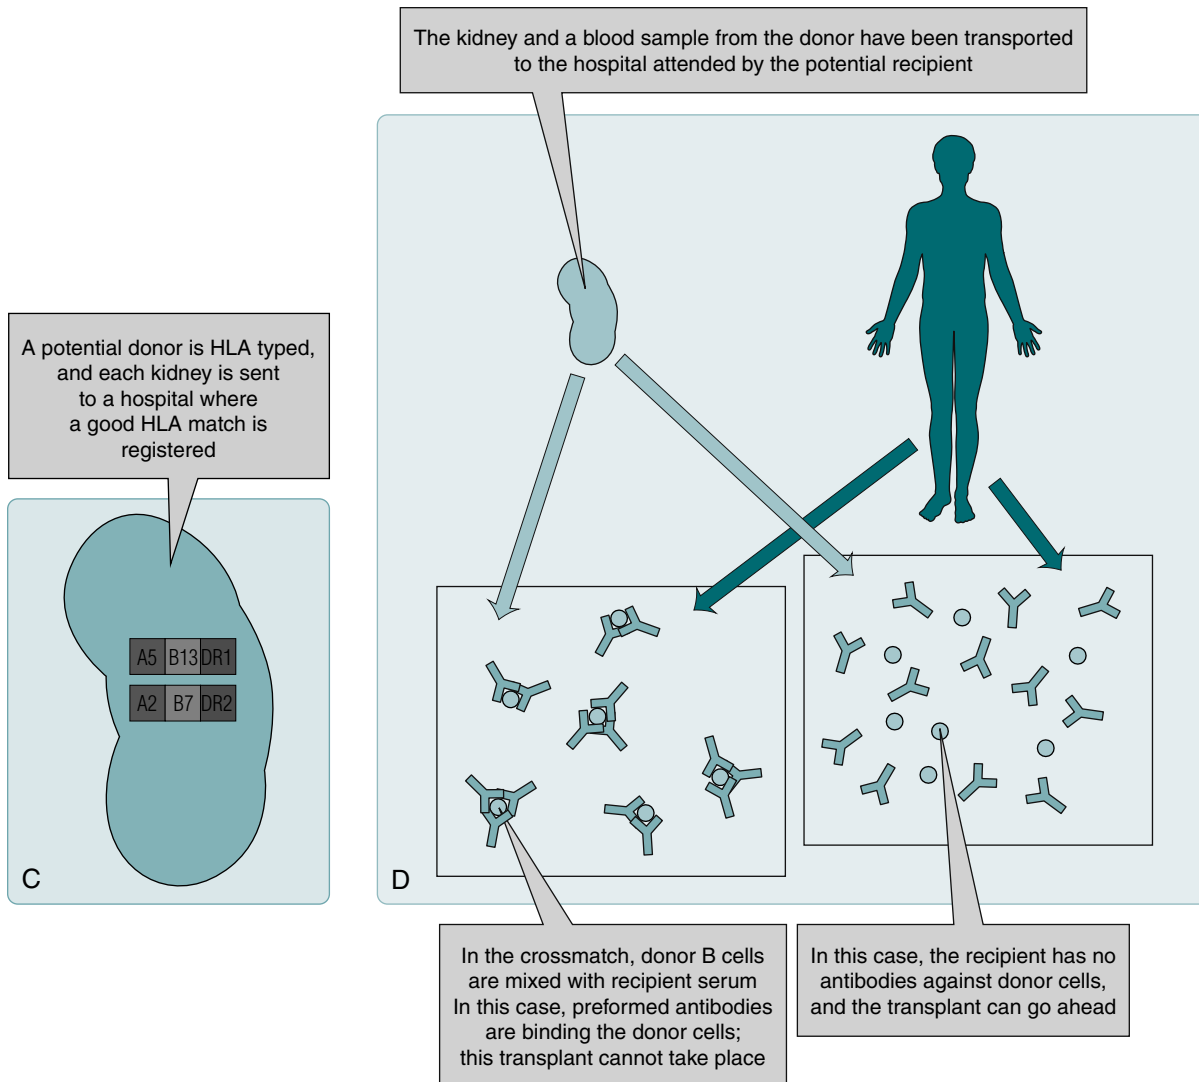 The kidney and a blood sample from the donor have been transported
to the hospital attended by the potential recipient
A potential donor is HLA typed,
and each kidney is sent
to a hospital where
a good HLA match is
registered
A5 B13 DR1
A2 B7 DR2
C
D
In the crossmatch, donor B cells
are mixed with recipient serum
In this case, preformed antibodies
are binding the donor cells;
this transplant cannot take place
In this case, the recipient has no
antibodies against donor cells,
and the transplant can go ahead